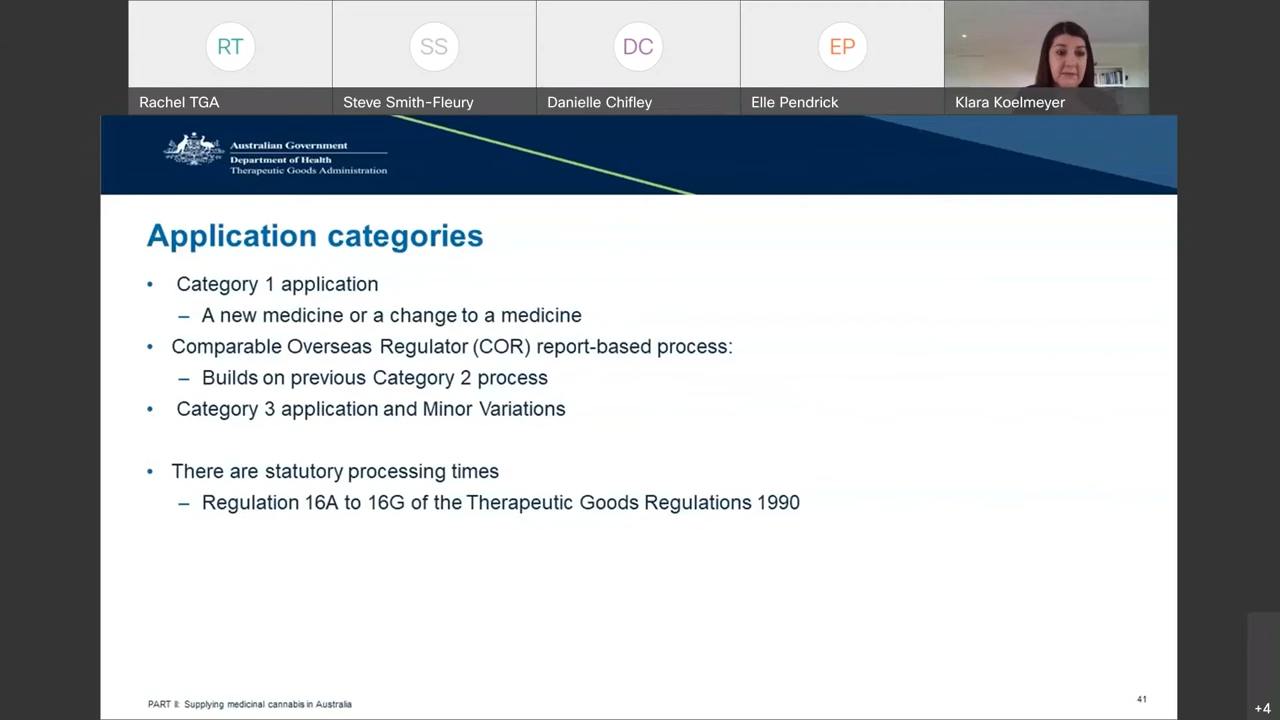 RT
SS
DC
EP
Rachel TGA
Steve Smith-Fleury
Danielle Chifley
Elle Pendrick
Klara Koelmeyer
Australian Government
Department of Health
Therapeutic Goods Administration
Application categories
• Category 1 application
– A new medicine or a change to a medicine
• Comparable Overseas Regulator (COR) report-based process:
– Builds on previous Category 2 process
• Category 3 application and Minor Variations
• There are statutory processing times
– Regulation 16A to 16G of the Therapeutic Goods Regulations 1990
PART II: Supplying medicinal cannabis in Australia
41
+4